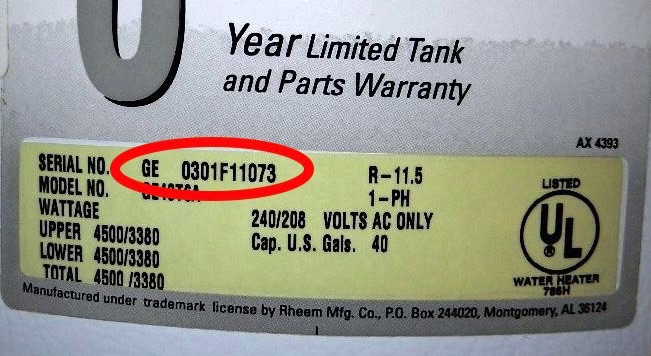 Year Limited Tank
and Parts Warranty
AX 4393
SERIAL NO. GE 0301F11073 R-11.5
MODEL NO. 1-PH
WATTAGE 240/208 VOLTS AC ONLY
UPPER 4500/3380 Cap. U.S. Gals. 40
LOWER 4500/3380
TOTAL 4500/3380
LISTED
UL
®
WATER HEATER
Manufactured under trademark license by Rheem Mfg. Co., P.O. Box 244020, Montgomery, AL 36124